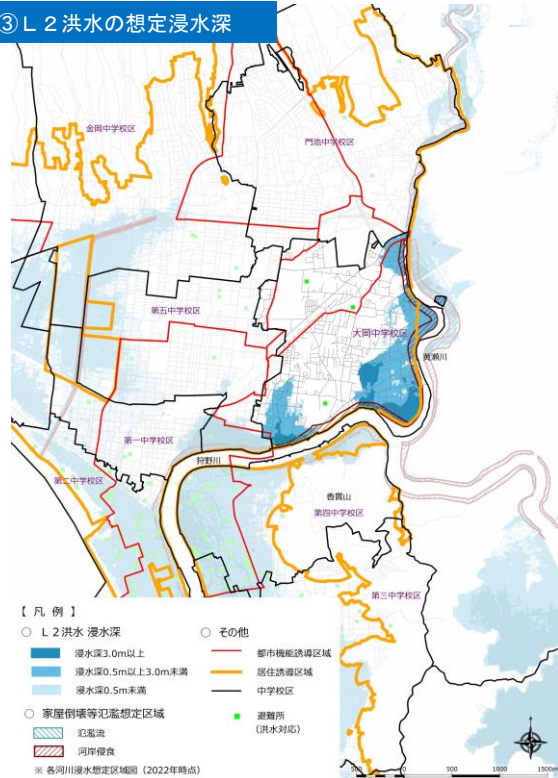 ③Ｌ２洪水の想定浸水深
金岡中学校区
門池中学校区
第五中学校区
大岡中学校区
黄瀬川
第一中学校区
狩野川
第二中学校区
香貫山
第四中学校区
第三中学校区
【 凡 例 】
○ Ｌ２洪水 浸水深
浸水深3.0m以上
浸水深0.5m以上3.0m未満
浸水深0.5m未満
○ 家屋倒壊等氾濫想定区域
氾濫流
河岸侵食
※ 各河川浸水想定区域図（2022年時点）
○ その他
都市機能誘導区域
居住誘導区域
中学校区
避難所
（洪水対応）
500 0 500 1000 1500m